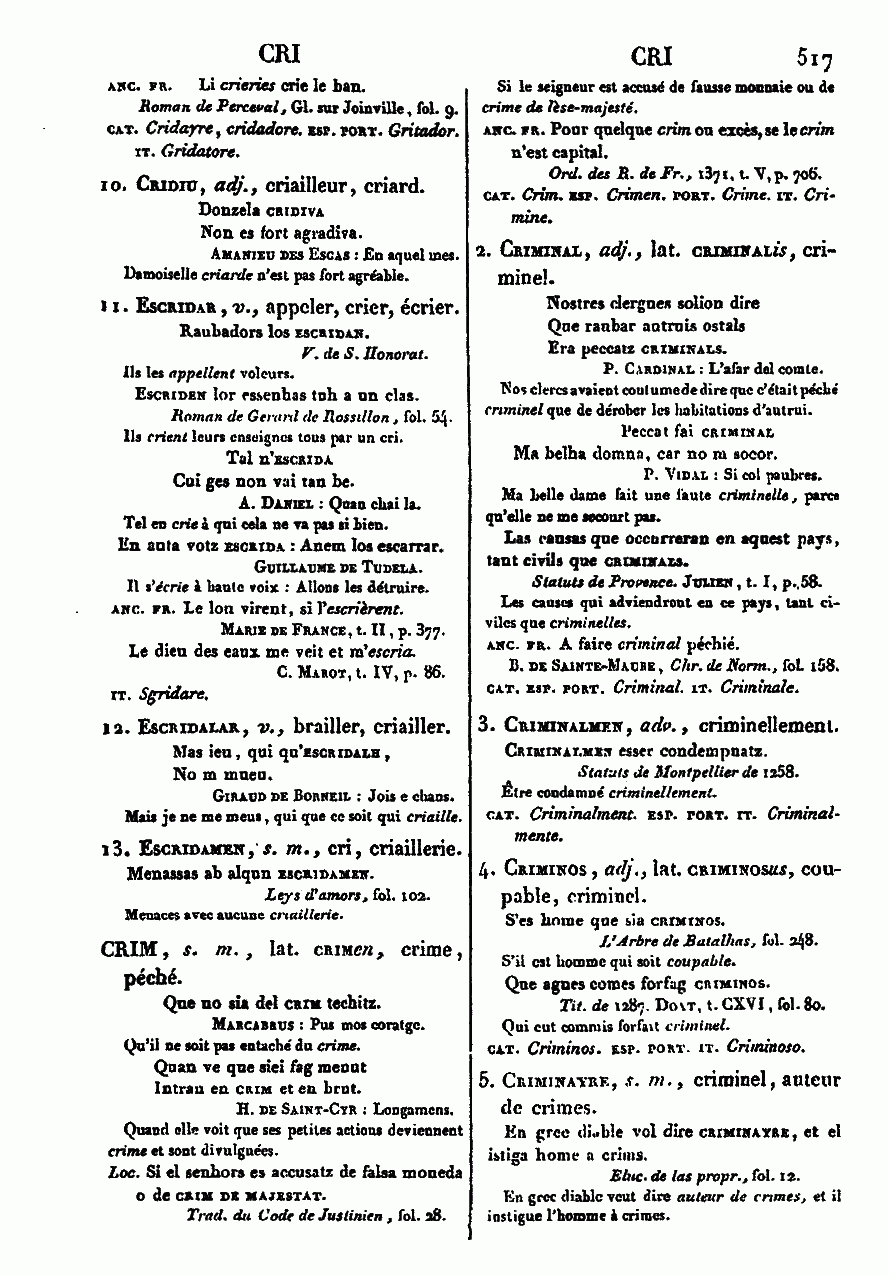 CRI
ANC. FR. Li crieries crie le ban.
Roman de Perceval, Gl. sur Joinville, fol. 9.
CAT. Cridayre, cridadore. ESP. PORT. Gritador.
IT. Gridatore.
10. CRIDIU, adj., criailleur, criard.
Donzela CRIDIVA
Non es fort agradiva.
AMANIEU DES ESCAS : En aquel mes.
Damoiselle criarde n'est pas fort agréable.
11. ESCRIDAR, v., appeler, crier, écrier.
Raubadors los ESCRIDAN.
V. de S. Honorat.
Ils les appellent voleurs.
ESCRIDEN lor essenhas tuh a un clas.
Roman de Gerard de Rossillon, fol. 54.
Ils crient leurs enseignes tous par un cri.
Tal n'ESCRIDA
Cui ges non vai tan be.
A. DANIEL : Quan chai la.
Tel en crie à qui cela ne va pas si bien.
En auta votz ESCRIDA : Anem los escarrar.
GUILLAUME DE TUDELA.
Il s'écrie à haute voix : Allons les détruire.
ANC. FR. Le lon virent, si l'escrièrent.
MARIE DE FRANCE, t. II, p. 377.
Le dieu des eaux me veit et m'escria.
C. MAROT, t. IV, p. 86.
IT. Sgridare.
12. ESCRIDALAR, v., brailler, criailler.
Mas ieu, qui qu'ESCRIDALH,
No m mueu.
GIRAUD DE BORNEIL : Jois e chans.
Mais je ne me meus, qui que ce soit qui criaille.
13. ESCRIDAMEN, s. m., cri, criaillerie.
Menassas ab alqun ESCRIDAMEN.
Leys d'amors, fol. 102.
Menaces avec aucune criaillerie.
CRIM, s. m., lat. CRIMen, crime,
péché.
Que no sia del CRIM techitz.
MARCABRUS : Pus mos coratge.
Qu'il ne soit pas entaché du crime.
Quan ve que siei fag menut
Intran en CRIM et en brut.
H. DE SAINT-CYR : Longamens.
Quand elle voit que ses petites actions deviennent
crime et sont divulguées.
Loc. Si el senhors es accusatz de falsa moneda
o de CRIM DE MAJESTAT.
Trad. du Code de Justinien, fol. 28.
CRI 517
Si le seigneur est accusé de fausse monnaie ou de
crime de lèse-majesté.
ANC. FR. Pour quelque crim ou excès, se le crim
n'est capital.
Ord. des R. de Fr., 1371, t. V, p. 706.
CAT. Crim. ESP. Crimen. PORT. Crime. IT. Cri-
mine.
2. CRIMINAL, adj., lat. CRIMINALis, cri-
minel.
Nostres clergues solion dire
Que raubar autruis ostals
Era peccatz CRIMINALS.
P. CARDINAL : L'afar del comte.
Nos clercs avaient coutume de dire que c'était péché
criminel que de dérober les habitations d'autrui.
Peccat fai CRIMINAL
Ma belha domna, car no m socor.
P. VIDAL : Si col paubres.
Ma belle dame fait une faute criminelle, parce
qu'elle ne me secourt pas.
Las causas que occurreran en aquest pays,
tant civils que CRIMINALS.
Statuts de Provence. JULIEN, t. I, p. 58.
Les causes qui adviendront en ce pays, tant ci-
viles que criminelles.
ANC. FR. A faire criminal péchié.
B. DE SAINTE-MAURE, Chr. de Norm., fol. 158.
CAT. ESP. PORT. Criminal. IT. Criminale.
3. CRIMINALMEN, adv., criminellement.
CRIMINALMEN esser condempnatz.
Statuts de Montpellier de 1258.
Être condamné criminellement.
CAT. Criminalment. ESP. PORT. IT. Criminal-
mente.
4. CRIMINOS, adj., lat. CRIMINOSus, cou-
pable, criminel.
S'es home que sia CRIMINOS.
L'Arbre de Batalhas, fol. 248.
S'il est homme qui soit coupable.
Que agues comes forfag CRIMINOS.
Tit. de 1287. DOAT, t. CXVI, fol. 80.
Qui eut commis forfait criminel.
CAT. Criminos. ESP. PORT. IT. Criminoso.
5. CRIMINAYRE, s. m., criminel, auteur
de crimes.
En grec diable vol dire CRIMINAYRE, et el
istiga home a crims.
Eluc. de las propr., fol. 12.
En grec diable veut dire auteur de crimes, et il
instigue l'homme à crimes.